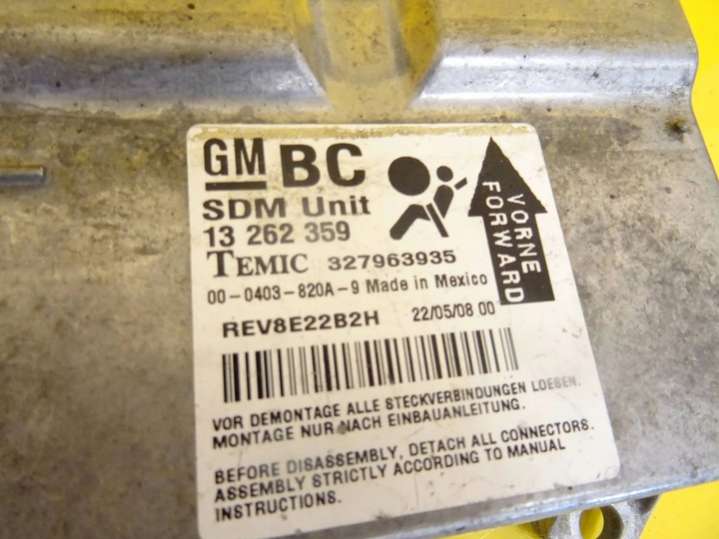 GM BC
SDM Unit
13 262 359
TEMIC 327963935
00-0403-820A-9 Made in Mexico
REV8E22B2H 22/05/08 00
VORNE
FORWARD
VOR DEMONTAGE ALLE STECKVERBINDUNGEN LOESEN.
MONTAGE NUR NACH EINBAUANLEITUNG.
BEFORE DISASSEMBLY, DETACH ALL CONNECTORS.
ASSEMBLY STRICTLY ACCORDING TO MANUAL
INSTRUCTIONS.